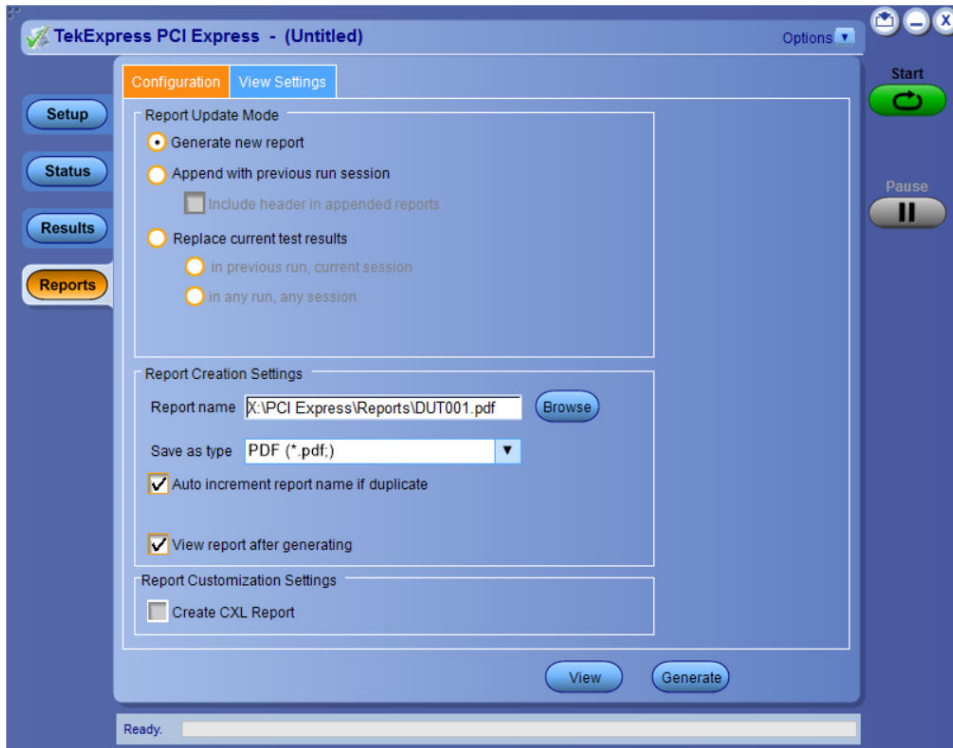 TekExpress PCI Express - (Untitled)
Options
X
Start
Pause
Setup
Status
Results
Reports
Configuration
View Settings
Report Update Mode
Generate new report
Append with previous run session
Include header in appended reports
Replace current test results
in previous run, current session
in any run, any session
Report Creation Settings
Report name X:\PCI Express\Reports\DUT001.pdf Browse
Save as type PDF (*.pdf;)
Auto increment report name if duplicate
View report after generating
Report Customization Settings
Create CXL Report
View Generate
Ready.